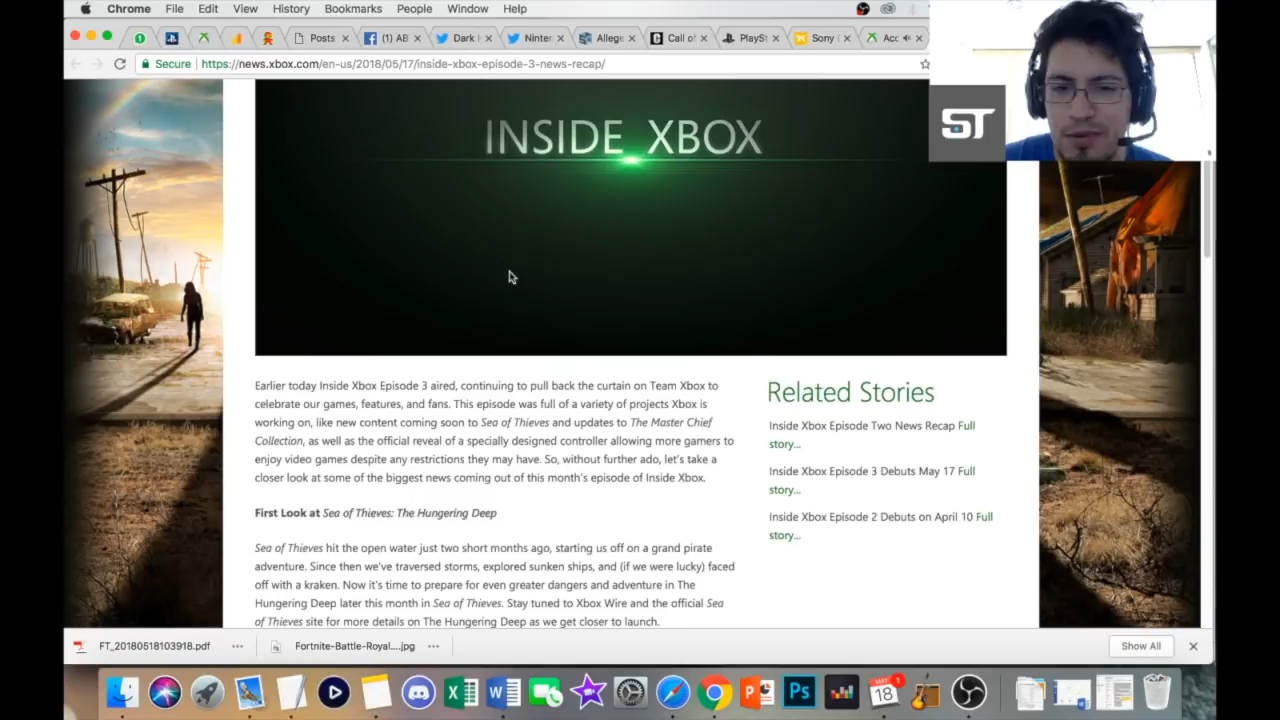 Chrome File Edit View History Bookmarks People Window Help
Posts (1) AB Dark Ninten Allege Call of PlaySt Sony Acc
Secure https://news.xbox.com/en-us/2018/05/17/inside-xbox-episode-3-news-recap/
ST
INSIDE XBOX
Earlier today Inside Xbox Episode 3 aired, continuing to pull back the curtain on Team Xbox to
celebrate our games, features, and fans. This episode was full of a variety of projects Xbox is
working on, like new content coming soon to Sea of Thieves and updates to The Master Chief
Collection, as well as the official reveal of a specially designed controller allowing more gamers to
enjoy video games despite any restrictions they may have. So, without further ado, let's take a
closer look at some of the biggest news coming out of this month's episode of Inside Xbox.
First Look at Sea of Thieves: The Hungering Deep
Sea of Thieves hit the open water just two short months ago, starting us off on a grand pirate
adventure. Since then we've traversed storms, explored sunken ships, and (if we were lucky) faced
off with a kraken. Now it's time to prepare for even greater dangers and adventure in The
Hungering Deep later this month in Sea of Thieves. Stay tuned to Xbox Wire and the official Sea
of Thieves site for more details on The Hungering Deep as we get closer to launch.
Related Stories
Inside Xbox Episode Two News Recap Full
story...
Inside Xbox Episode 3 Debuts May 17 Full
story...
Inside Xbox Episode 2 Debuts on April 10 Full
story...
FT_20180518103918.pdf
Fortnite-Battle-Royal....jpg
Show All
18
1
Ps